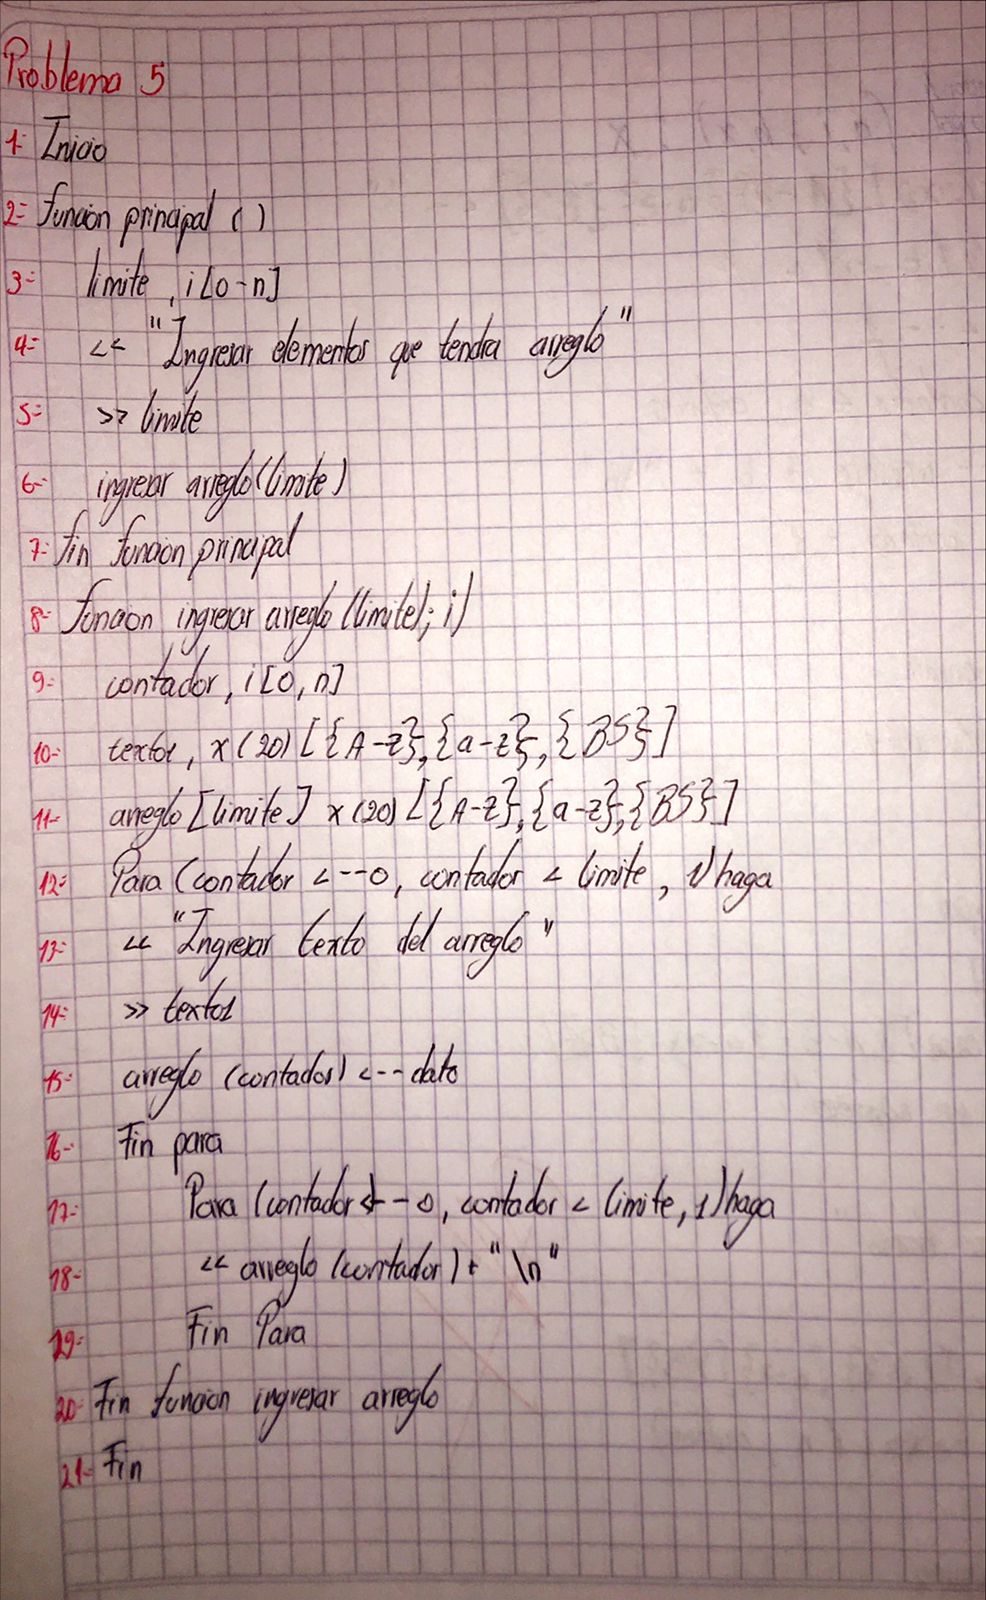 Problema 5
1- Inicio
2- funcion principal ( )
3- limite , i [0-n]
4- << "Ingresar elementos que tendra arreglo"
5- >> limite
6- ingresar arreglo(limite)
7- fin funcion principal
8- funcion ingresar arreglo (limite); i)
9- contador, i [0, n]
10- textos, x (20) [{A-z}, {a-z}, {BS}]
11- arreglo [limite] x (20) [{A-z}, {a-z}, {BS}]
12- Para (contador <--0, contador < limite, 1) haga
13- << "Ingresar texto del arreglo"
14- >> textos
15- arreglo (contador) <-- dato
16- Fin para
17- Para (contador <--0, contador < limite, 1) haga
18- << arreglo (contador) + "\n"
19- Fin Para
20- Fin funcion ingresar arreglo
21- Fin